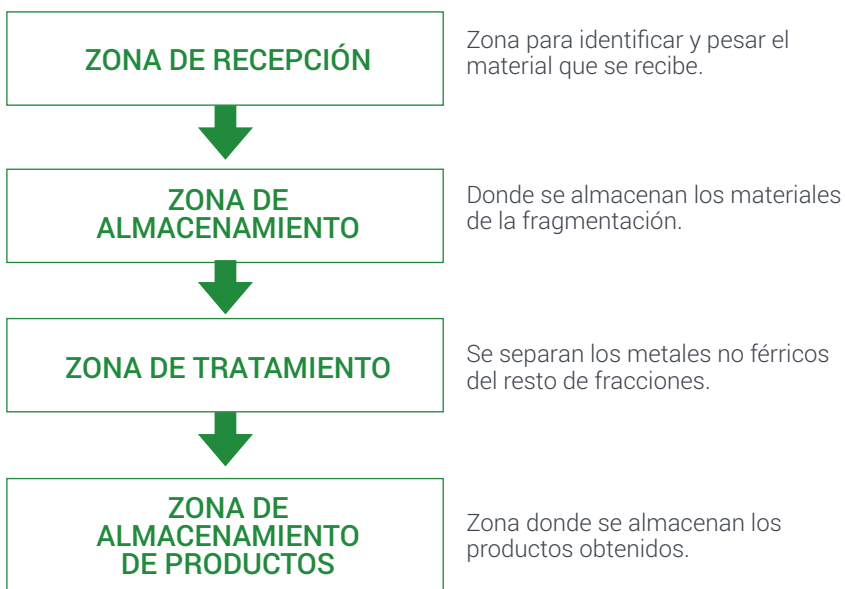 ZONA DE RECEPCIÓN
Zona para identificar y pesar el
material que se recibe.
ZONA DE
ALMACENAMIENTO
Donde se almacenan los materiales
de la fragmentación.
ZONA DE TRATAMIENTO
Se separan los metales no férricos
del resto de fracciones.
ZONA DE
ALMACENAMIENTO
DE PRODUCTOS
Zona donde se almacenan los
productos obtenidos.